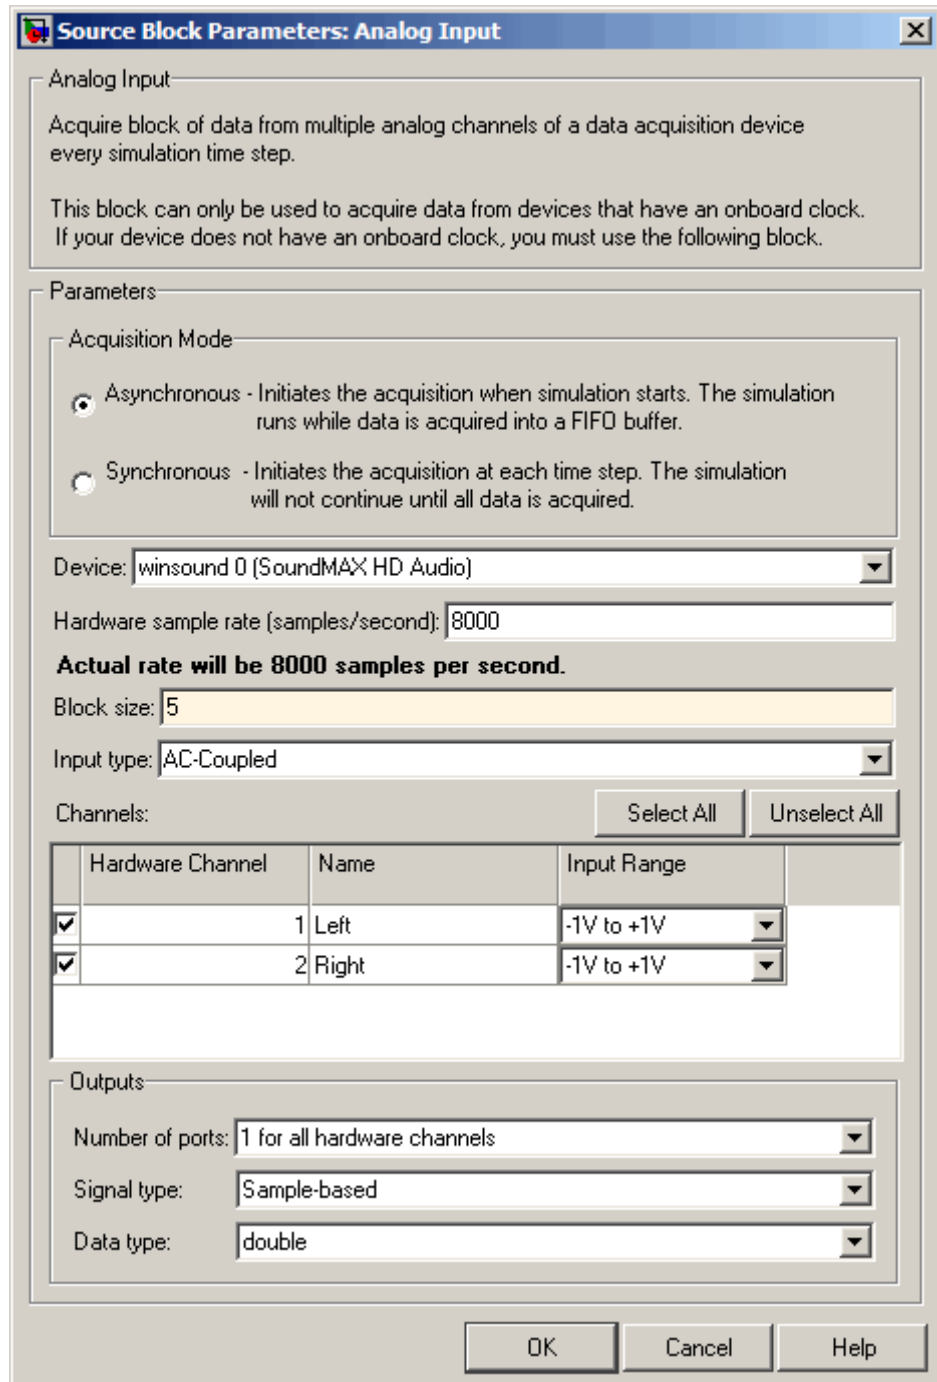 Source Block Parameters: Analog Input
Analog Input
Acquire block of data from multiple analog channels of a data acquisition device
every simulation time step.
This block can only be used to acquire data from devices that have an onboard clock.
If your device does not have an onboard clock, you must use the following block.
Parameters
Acquisition Mode
Asynchronous - Initiates the acquisition when simulation starts. The simulation
runs while data is acquired into a FIFO buffer.
Synchronous - Initiates the acquisition at each time step. The simulation
will not continue until all data is acquired.
Device: winsound 0 (SoundMAX HD Audio)
Hardware sample rate (samples/second): 8000
Actual rate will be 8000 samples per second.
Block size: 5
Input type: AC-Coupled
Channels: Select All Unselect All
Hardware Channel Name Input Range
1 Left -1V to +1V
2 Right -1V to +1V
Outputs
Number of ports: 1 for all hardware channels
Signal type: Sample-based
Data type: double
OK Cancel Help